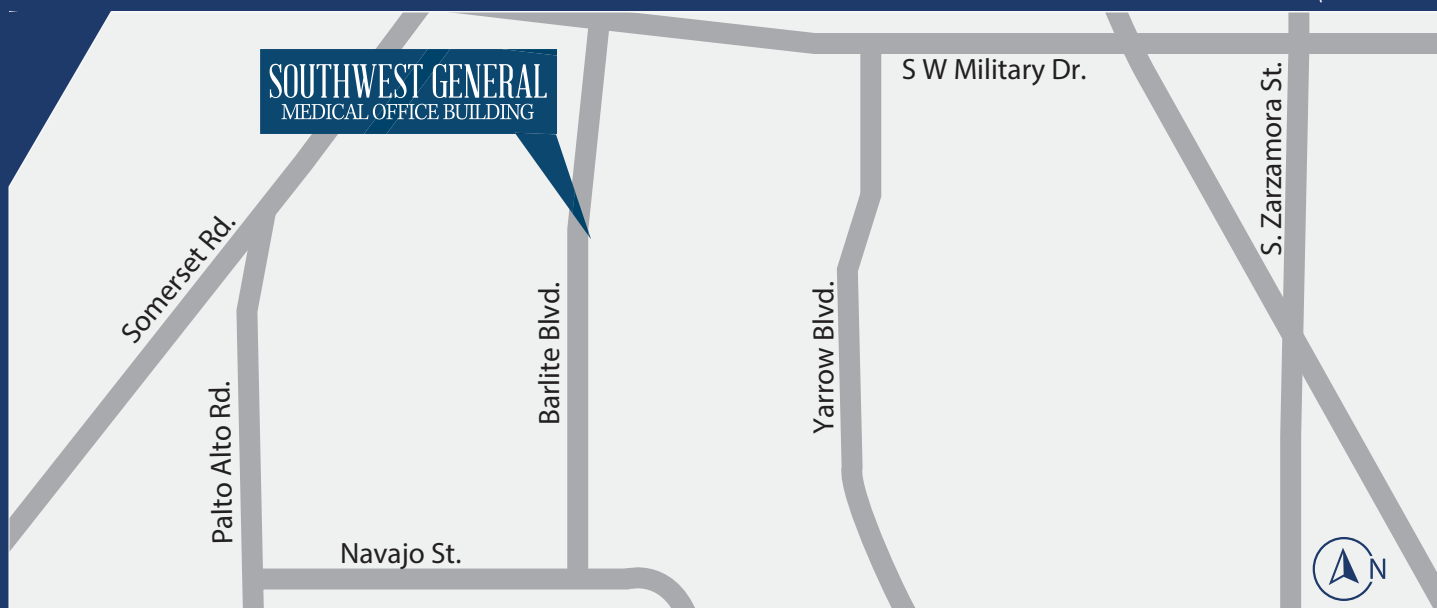 SOUTHWEST GENERAL
MEDICAL OFFICE BUILDING
S W Military Dr.
S. Zarzamora St.
Somerset Rd.
Barlite Blvd.
Yarrow Blvd.
Palto Alto Rd.
Navajo St.
N